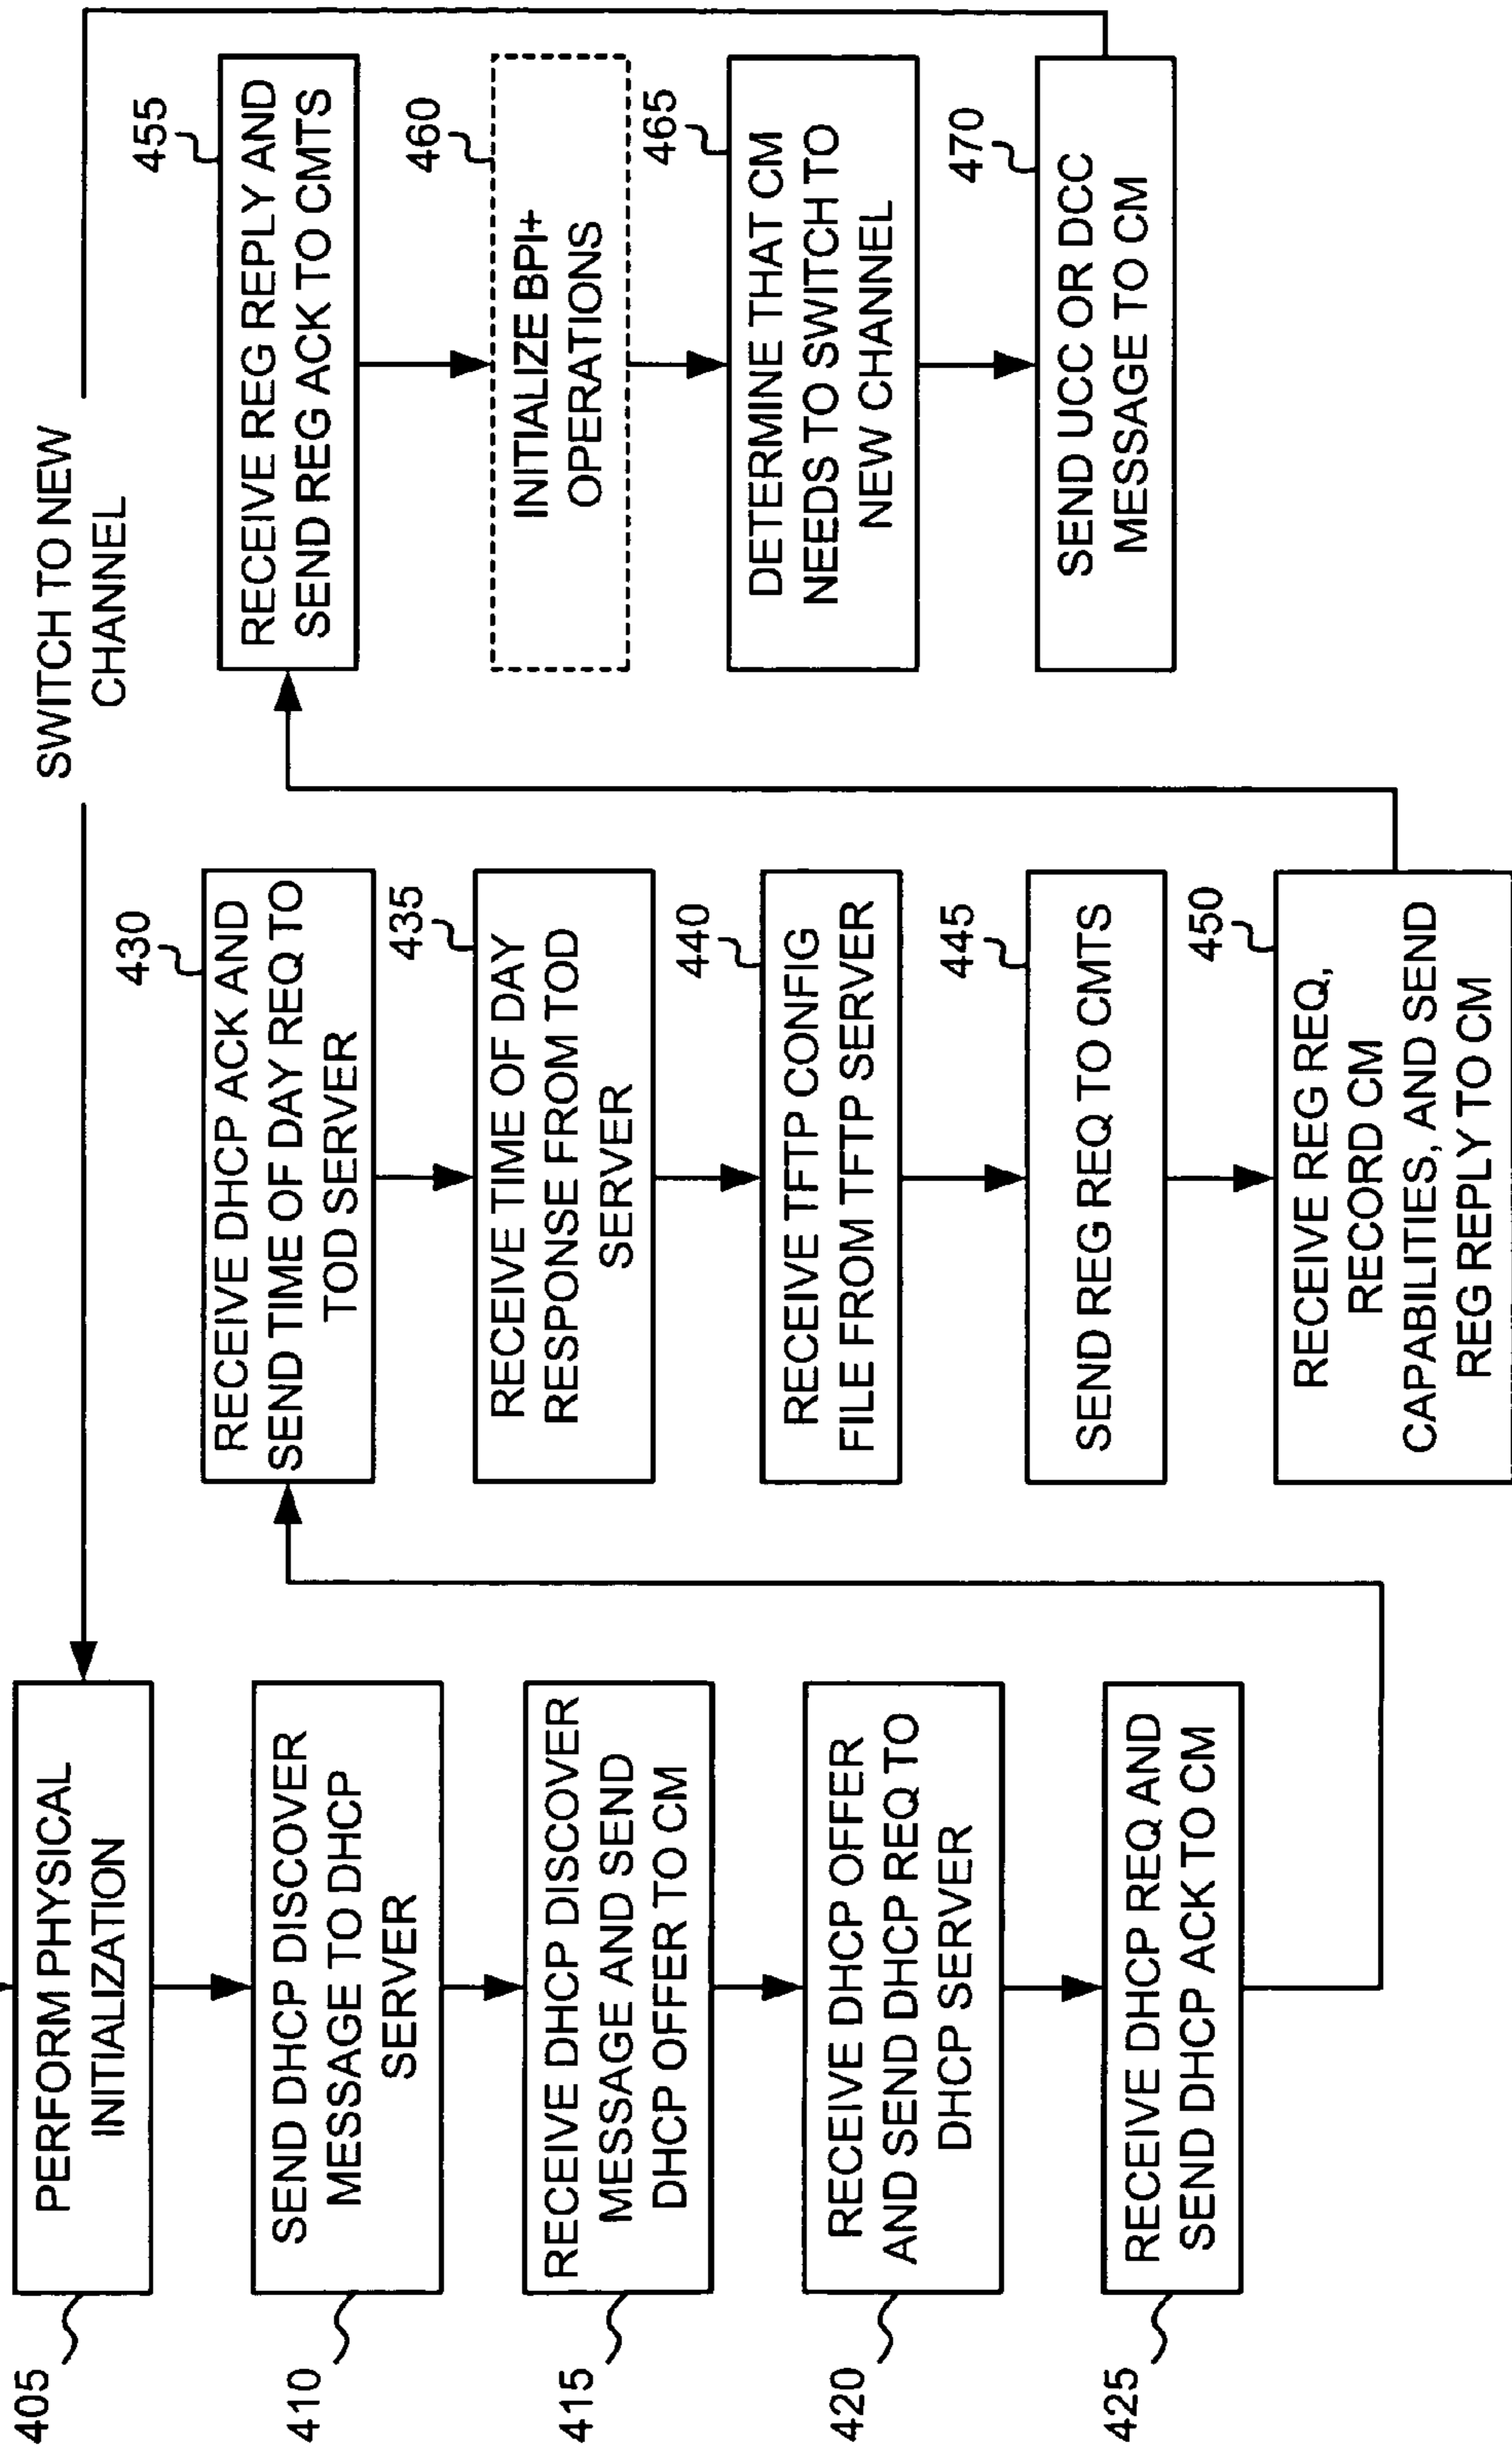 405
PERFORM PHYSICAL
INITIALIZATION
410
SEND DHCP DISCOVER
MESSAGE TO DHCP
SERVER
415
RECEIVE DHCP DISCOVER
MESSAGE AND SEND
DHCP OFFER TO CM
420
RECEIVE DHCP OFFER
AND SEND DHCP REQ TO
DHCP SERVER
425
RECEIVE DHCP REQ AND
SEND DHCP ACK TO CM
430
RECEIVE DHCP ACK AND
SEND TIME OF DAY REQ TO
TOD SERVER
435
RECEIVE TIME OF DAY
RESPONSE FROM TOD
SERVER
440
RECEIVE TFTP CONFIG
FILE FROM TFTP SERVER
445
SEND REG REQ TO CMTS
450
RECEIVE REG REQ,
RECORD CM
CAPABILITIES, AND SEND
REG REPLY TO CM
SWITCH TO NEW
CHANNEL
455
RECEIVE REG REPLY AND
SEND REG ACK TO CMTS
460
INITIALIZE BPI+
OPERATIONS
465
DETERMINE THAT CM
NEEDS TO SWITCH TO
NEW CHANNEL
470
SEND UCC OR DCC
MESSAGE TO CM